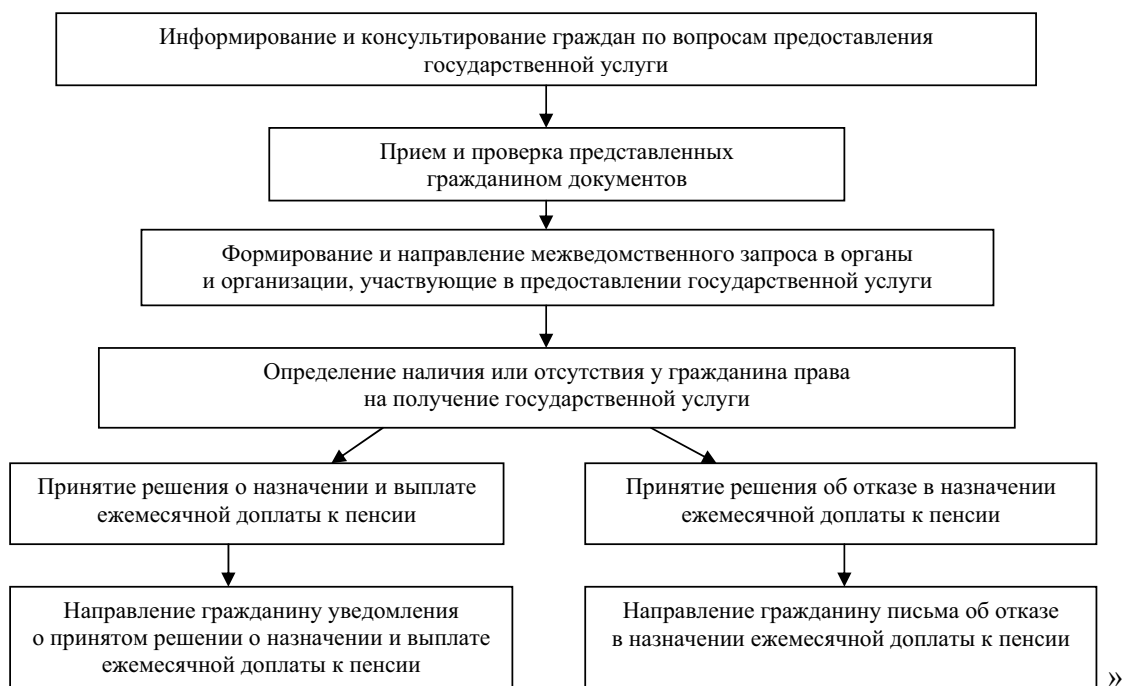 Информирование и консультирование граждан по вопросам предоставления
государственной услуги
Прием и проверка представленных
гражданином документов
Формирование и направление межведомственного запроса в органы
и организации, участвующие в предоставлении государственной услуги
Определение наличия или отсутствия у гражданина права
на получение государственной услуги
Принятие решения о назначении и выплате
ежемесячной доплаты к пенсии
Принятие решения об отказе в назначении
ежемесячной доплаты к пенсии
Направление гражданину уведомления
о принятом решении о назначении и выплате
ежемесячной доплаты к пенсии
Направление гражданину письма об отказе
в назначении ежемесячной доплаты к пенсии
»